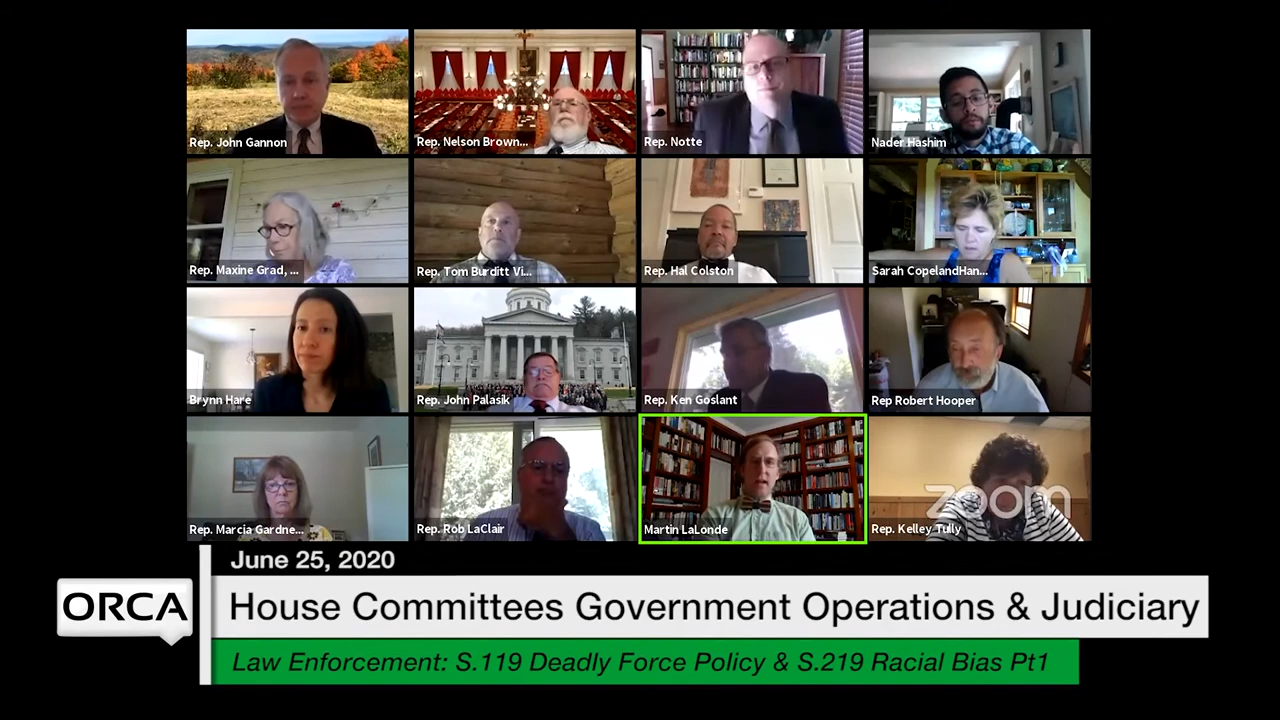 Rep. John Gannon
Rep. Nelson Brown...
Rep. Notte
Nader Hashim
Rep. Maxine Grad, ...
Rep. Tom Burditt Vi...
Rep. Hal Colston
Sarah CopelandHan...
Brynn Hare
Rep. John Palasik
Rep. Ken Goslant
Rep Robert Hooper
Rep. Marcia Gardne...
Rep. Rob LaClair
Martin LaLonde
zoom
Rep. Kelley Tully
June 25, 2020
ORCA
House Committees Government Operations & Judiciary
Law Enforcement: S.119 Deadly Force Policy & S.219 Racial Bias Pt1